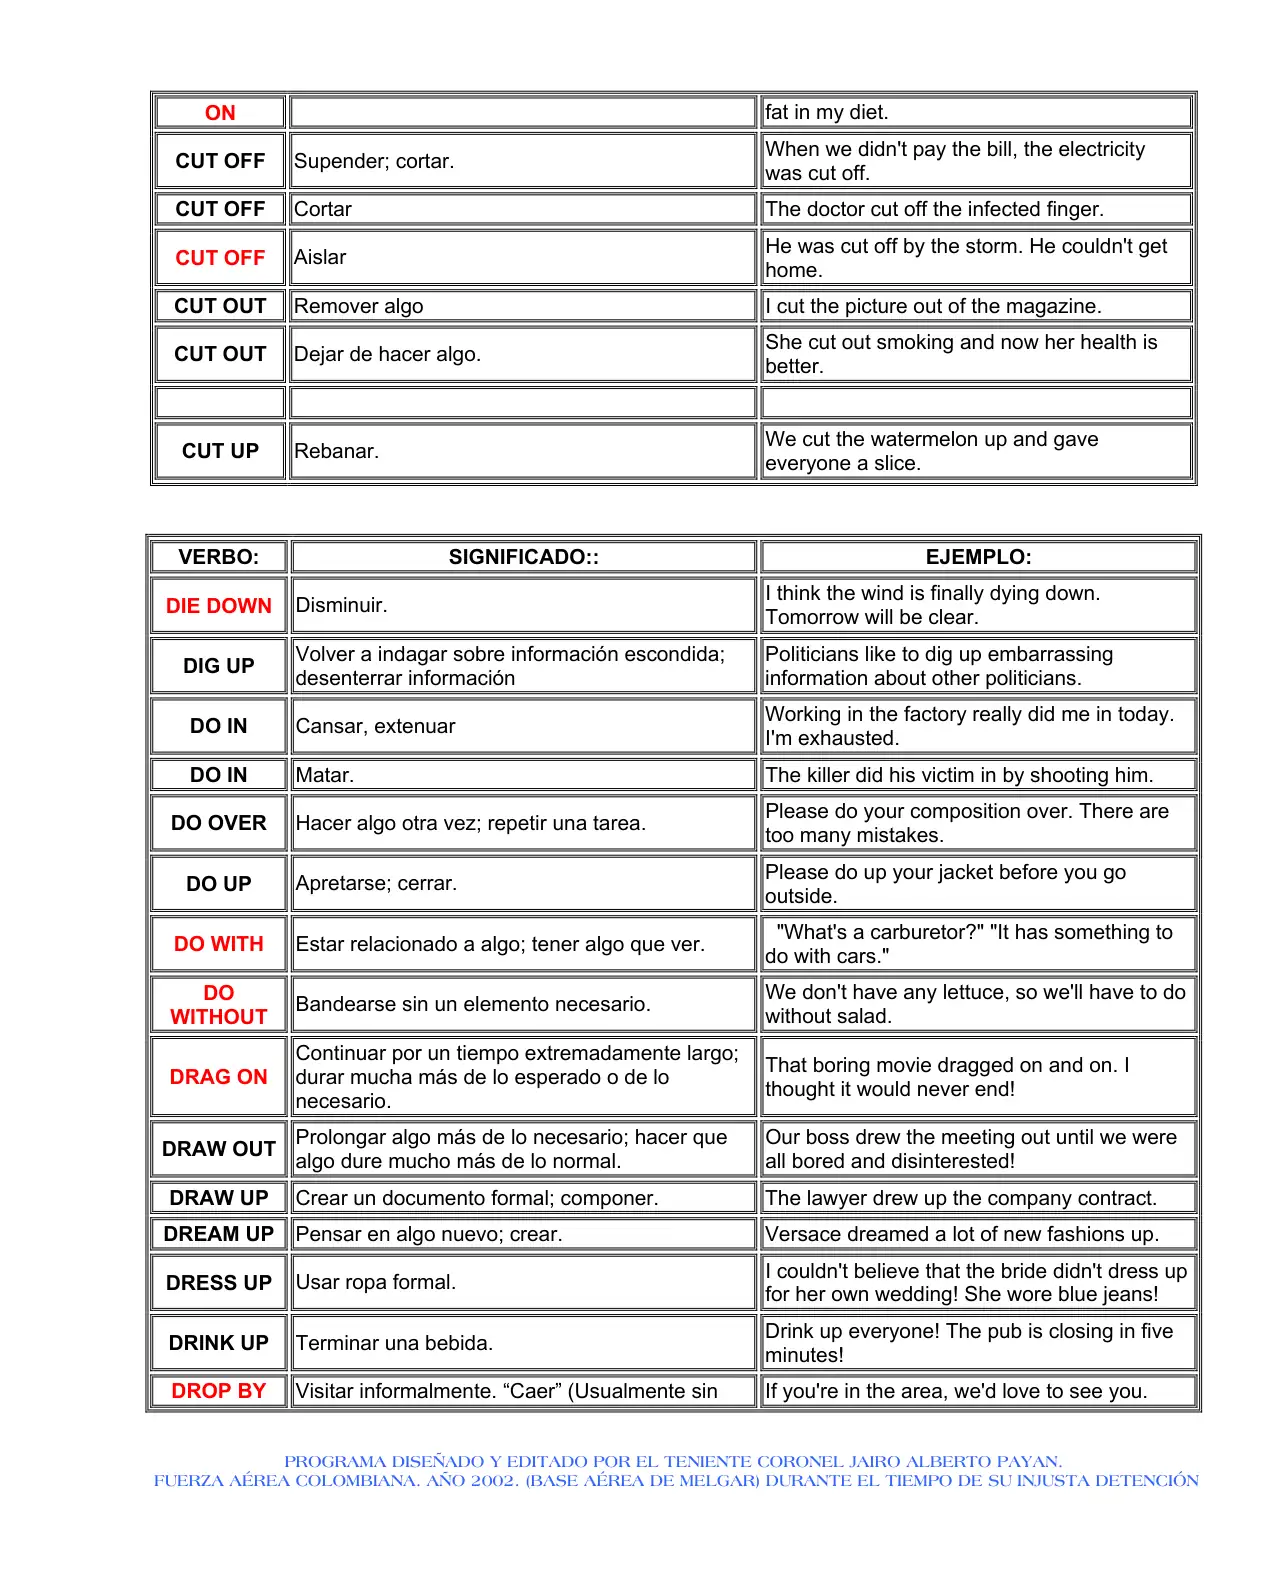 ON
fat in my diet.
CUT OFF
Supender; cortar.
When we didn't pay the bill, the electricity
was cut off.
CUT OFF
Cortar
The doctor cut off the infected finger.
CUT OFF
Aislar
He was cut off by the storm. He couldn't get
home.
CUT OUT
Remover algo
I cut the picture out of the magazine.
CUT OUT
Dejar de hacer algo.
She cut out smoking and now her health is
better.
CUT UP
Rebanar.
We cut the watermelon up and gave
everyone a slice.
VERBO:
SIGNIFICADO::
EJEMPLO:
DIE DOWN
Disminuir.
I think the wind is finally dying down.
Tomorrow will be clear.
DIG UP
Volver a indagar sobre información escondida;
desenterrar información
Politicians like to dig up embarrassing
information about other politicians.
DO IN
Cansar, extenuar
Working in the factory really did me in today.
I'm exhausted.
DO IN
Matar.
The killer did his victim in by shooting him.
DO OVER
Hacer algo otra vez; repetir una tarea.
Please do your composition over. There are
too many mistakes.
DO UP
Apretarse; cerrar.
Please do up your jacket before you go
outside.
DO WITH
Estar relacionado a algo; tener algo que ver.
"What's a carburetor?" "It has something to
do with cars."
DO
WITHOUT
Bandearse sin un elemento necesario.
We don't have any lettuce, so we'll have to do
without salad.
DRAG ON
Continuar por un tiempo extremadamente largo;
durar mucha más de lo esperado o de lo
necesario.
That boring movie dragged on and on. I
thought it would never end!
DRAW OUT
Prolongar algo más de lo necesario; hacer que
algo dure mucho más de lo normal.
Our boss drew the meeting out until we were
all bored and disinterested!
DRAW UP
Crear un documento formal; componer.
The lawyer drew up the company contract.
DREAM UP
Pensar en algo nuevo; crear.
Versace dreamed a lot of new fashions up.
DRESS UP
Usar ropa formal.
I couldn't believe that the bride didn't dress up
for her own wedding! She wore blue jeans!
DRINK UP
Terminar una bebida.
Drink up everyone! The pub is closing in five
minutes!
DROP BY
Visitar informalmente. “Caer” (Usualmente sin
If you're in the area, we'd love to see you.
PROGRAMA DISEÑADO Y EDITADO POR EL TENIENTE CORONEL JAIRO ALBERTO PAYAN.
FUERZA AÉREA COLOMBIANA. AÑO 2002. (BASE AÉREA DE MELGAR) DURANTE EL TIEMPO DE SU INJUSTA DETENCIÓN